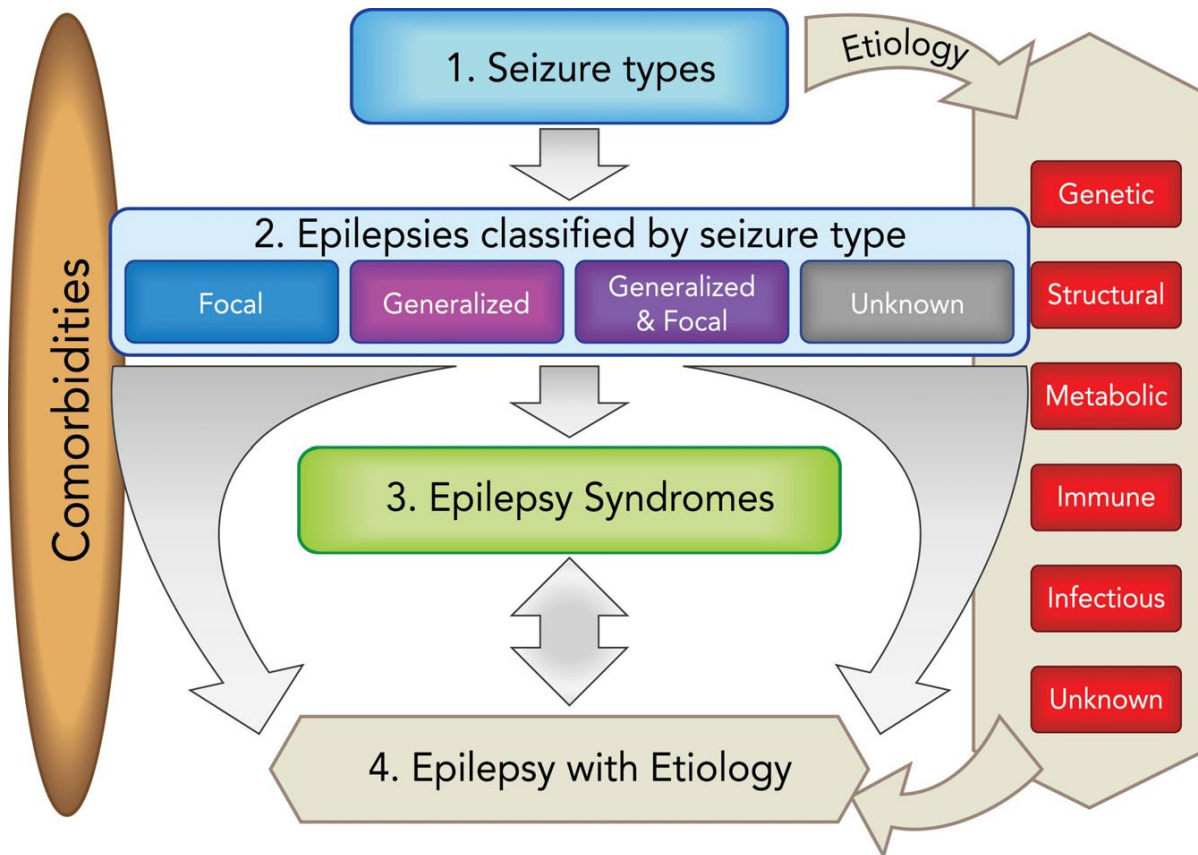 1. Seizure types
Etiology
Comorbidities
2. Epilepsies classified by seizure type
Focal
Generalized
Generalized
& Focal
Unknown
3. Epilepsy Syndromes
4. Epilepsy with Etiology
Genetic
Structural
Metabolic
Immune
Infectious
Unknown